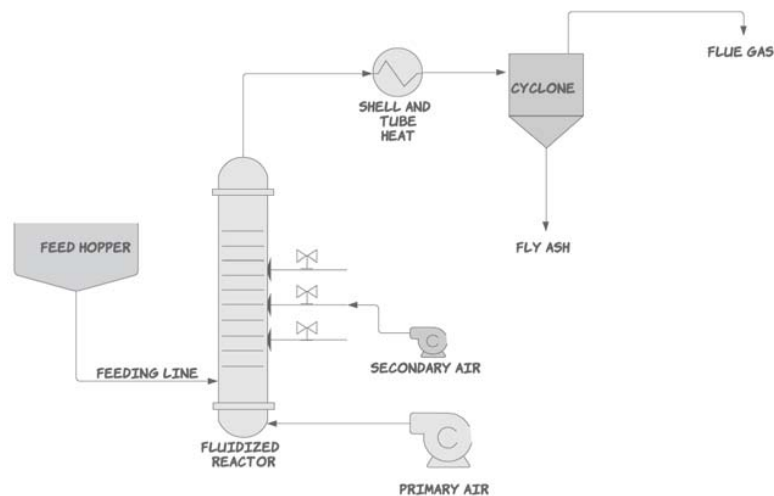 FLUE GAS
CYCLONE
SHELL AND
TUBE
HEAT
FEED HOPPER
FLY ASH
FEEDING LINE
SECONDARY AIR
FLUIDIZED
REACTOR
PRIMARY AIR
C
C